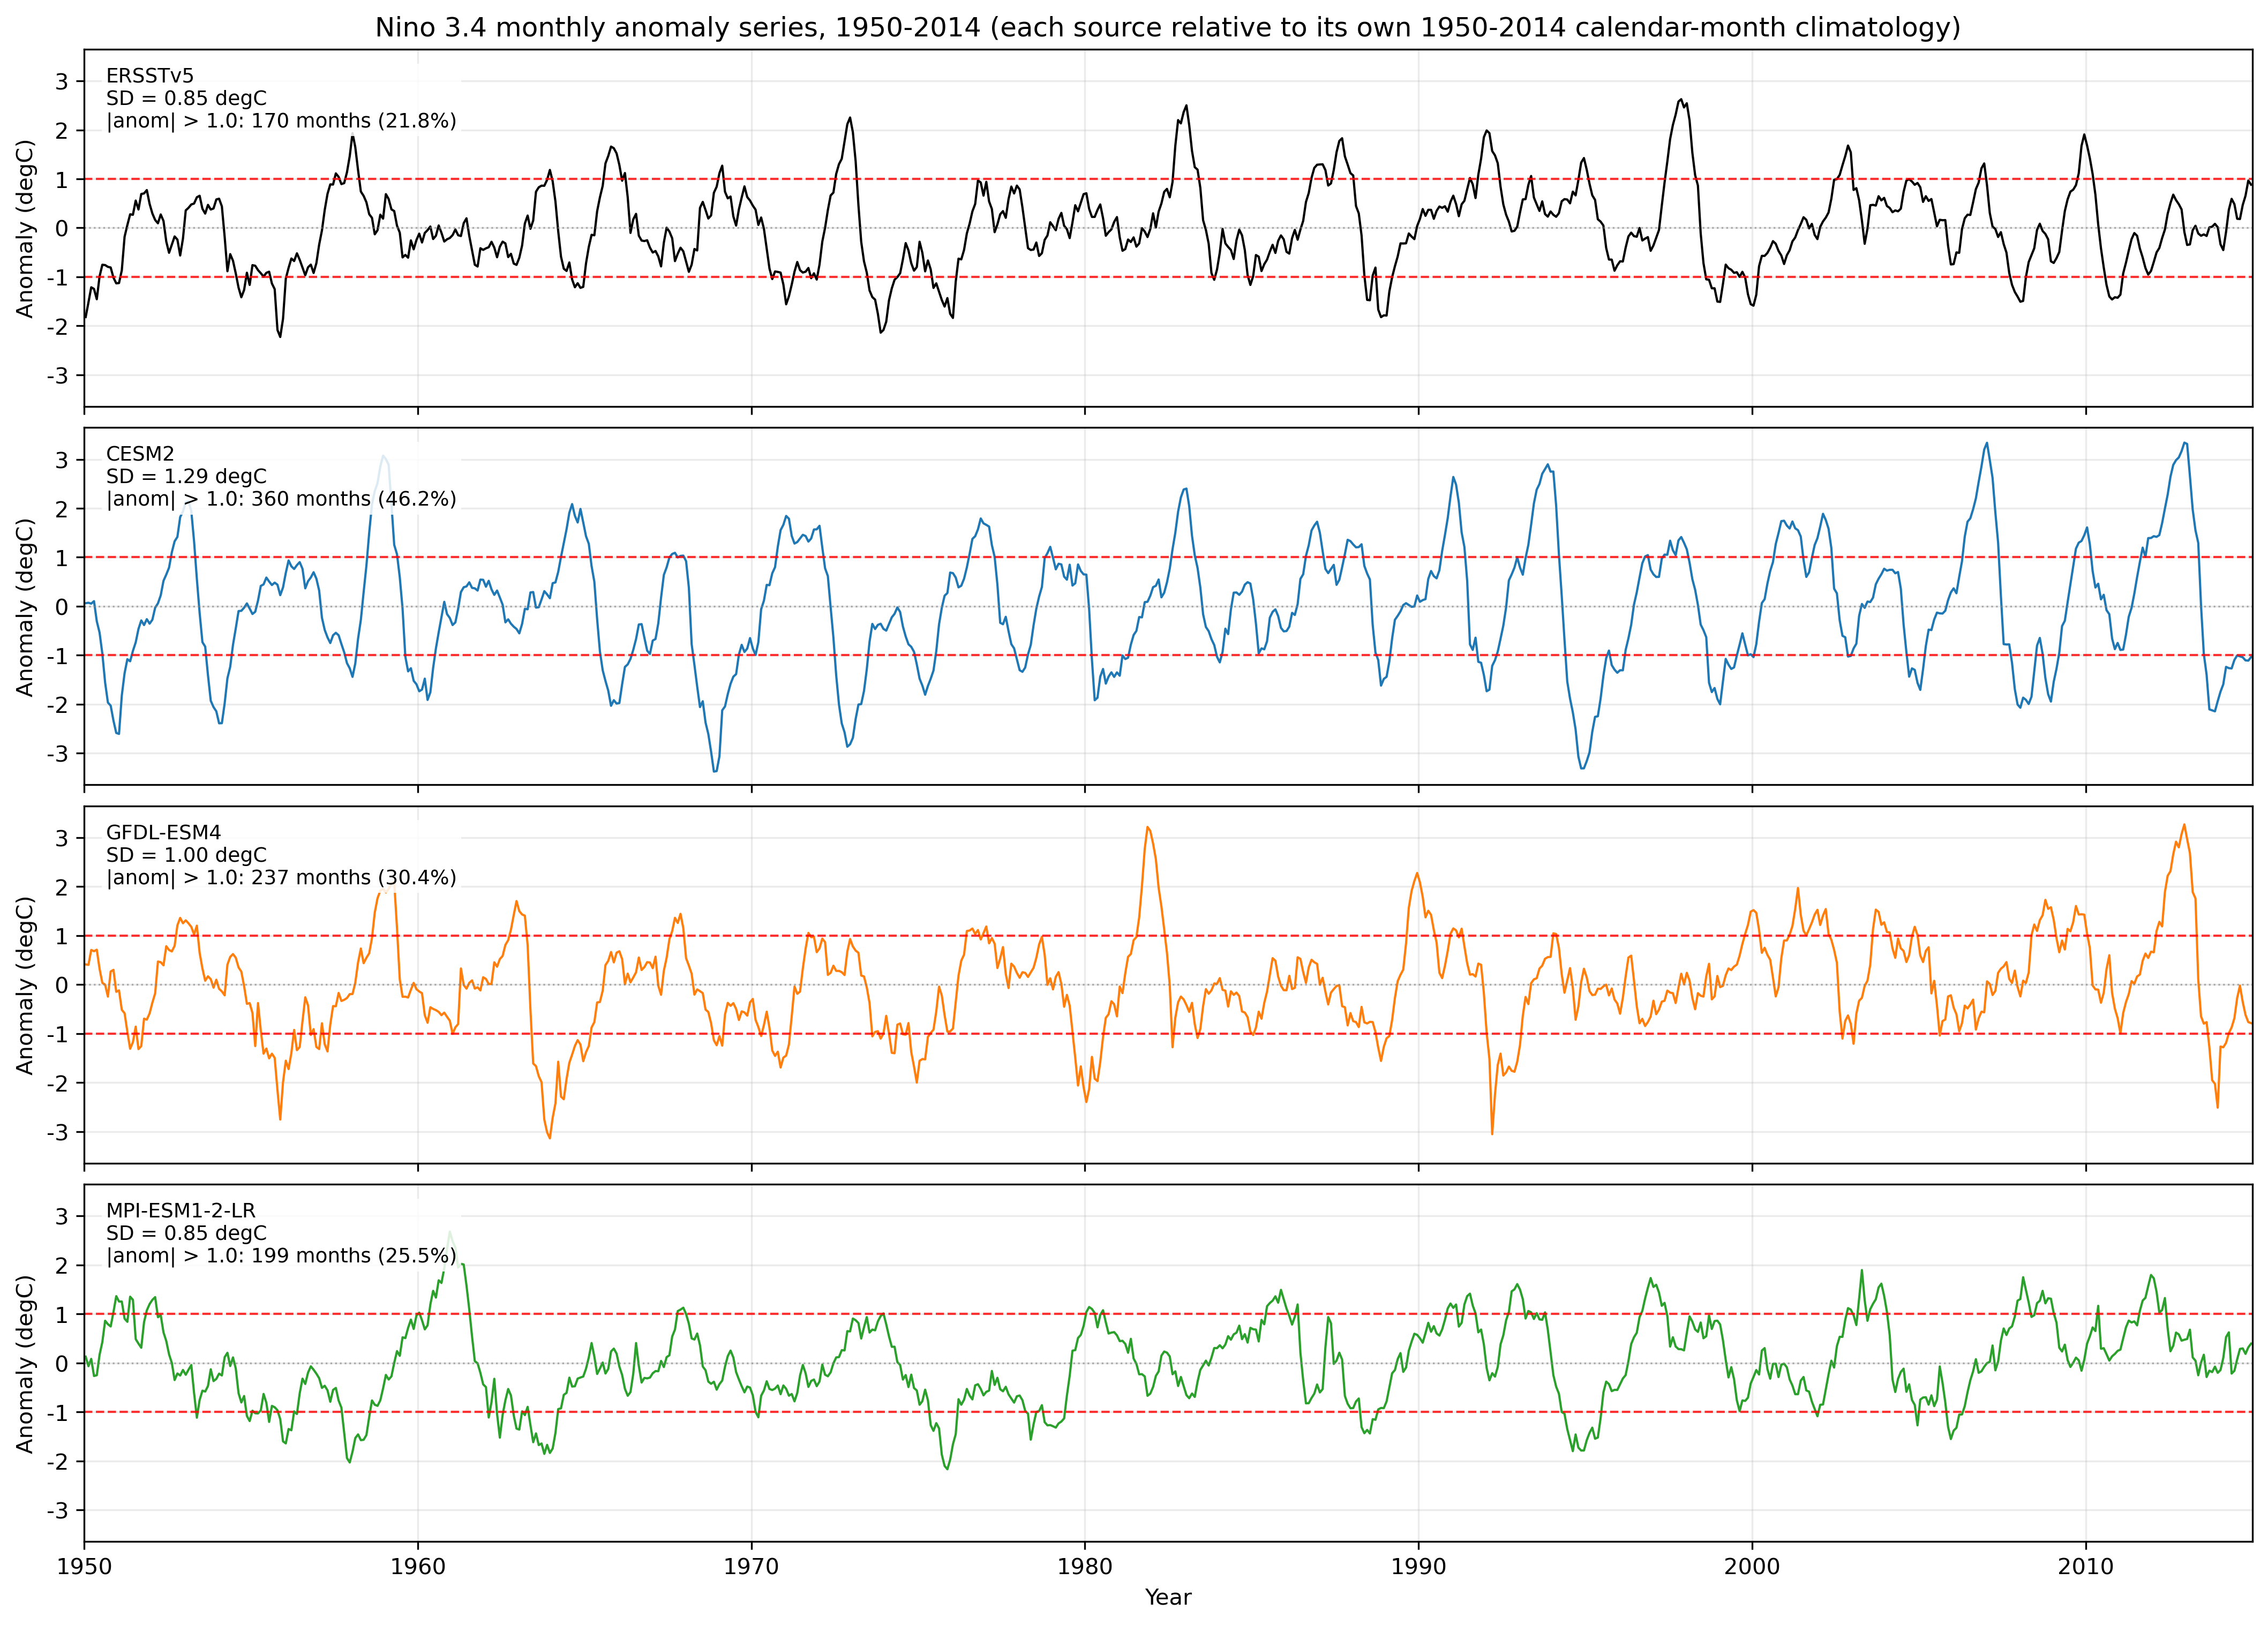 Nino 3.4 monthly anomaly series, 1950-2014 (each source relative to its own 1950-2014 calendar-month climatology)
Anomaly (degC)
3
2
1
0
-1
-2
-3
ERSSTv5
SD = 0.85 degC
|anom| > 1.0: 170 months (21.8%)
Anomaly (degC)
3
2
1
0
-1
-2
-3
CESM2
SD = 1.29 degC
|anom| > 1.0: 360 months (46.2%)
Anomaly (degC)
3
2
1
0
-1
-2
-3
GFDL-ESM4
SD = 1.00 degC
|anom| > 1.0: 237 months (30.4%)
Anomaly (degC)
3
2
1
0
-1
-2
-3
MPI-ESM1-2-LR
SD = 0.85 degC
|anom| > 1.0: 199 months (25.5%)
1950 1960 1970 1980 1990 2000 2010
Year